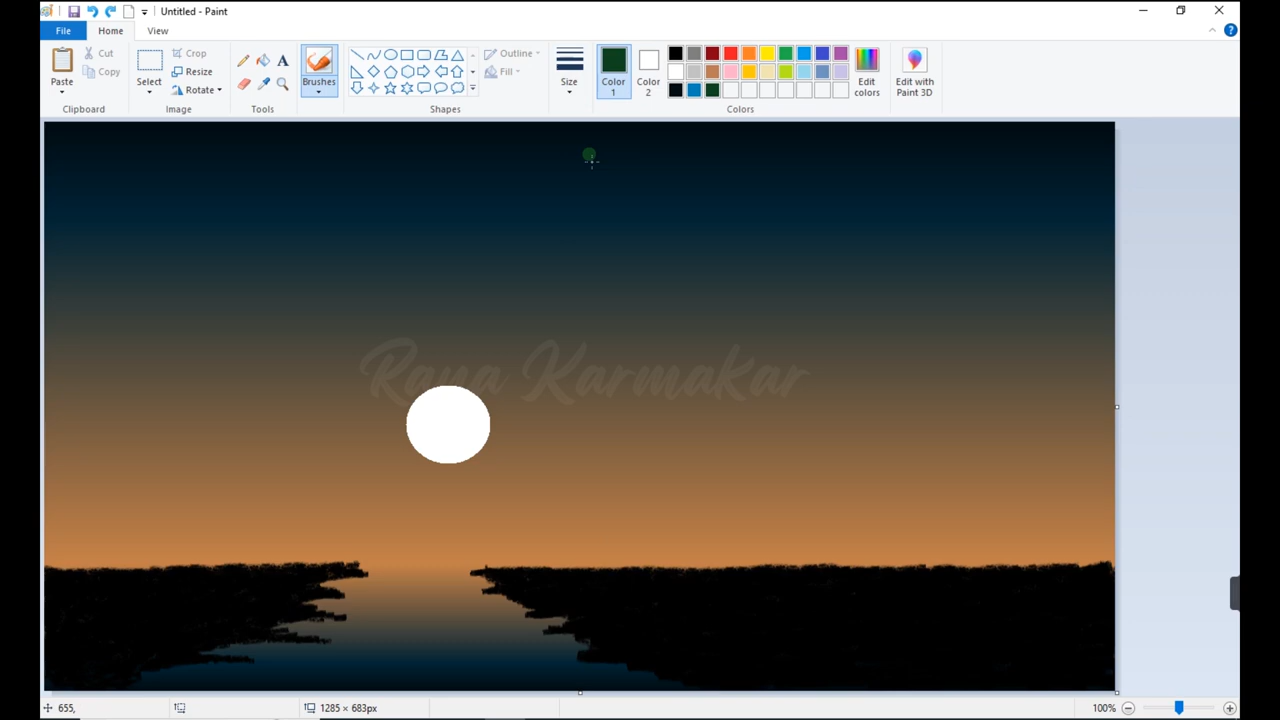 Untitled - Paint
File Home View
Paste
Cut
Copy
Clipboard
Select
Crop
Resize
Rotate
Image
A
Tools
Brushes
Outline
Fill
Shapes
Size
Color 1
Color 2
Edit colors
Colors
Edit with Paint 3D
Rana Karmakar
655,
1285 × 683px
100%